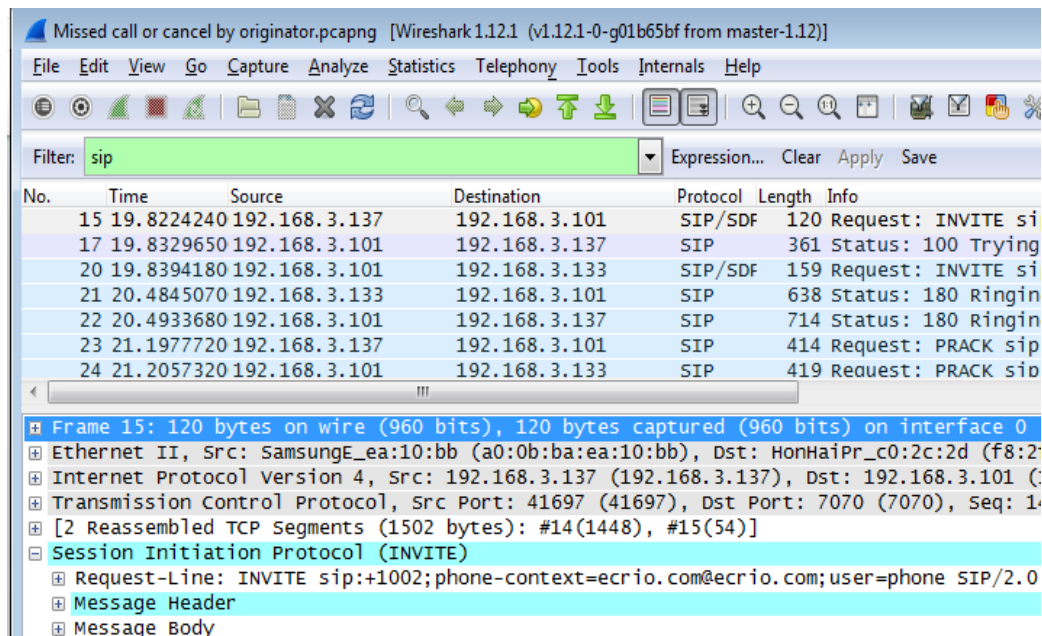 Missed call or cancel by originator.pcapng [Wireshark 1.12.1 (v1.12.1-0-g01b65bf from master-1.12)]
File Edit View Go Capture Analyze Statistics Telephony Tools Internals Help
Filter: sip Expression... Clear Apply Save
No. Time Source Destination Protocol Length Info
15 19.8224240 192.168.3.137 192.168.3.101 SIP/SDF 120 Request: INVITE si
17 19.8329650 192.168.3.101 192.168.3.137 SIP 361 Status: 100 Trying
20 19.8394180 192.168.3.101 192.168.3.133 SIP/SDF 159 Request: INVITE si
21 20.4845070 192.168.3.133 192.168.3.101 SIP 638 Status: 180 Ringin
22 20.4933680 192.168.3.101 192.168.3.137 SIP 714 Status: 180 Ringin
23 21.1977720 192.168.3.137 192.168.3.101 SIP 414 Request: PRACK sip
24 21.2057320 192.168.3.101 192.168.3.133 SIP 419 Request: PRACK sip
Frame 15: 120 bytes on wire (960 bits), 120 bytes captured (960 bits) on interface 0
Ethernet II, Src: SamsungE_ea:10:bb (a0:0b:ba:ea:10:bb), Dst: HonHaiPr_c0:2c:2d (f8:2f
Internet Protocol Version 4, Src: 192.168.3.137 (192.168.3.137), Dst: 192.168.3.101 (1
Transmission Control Protocol, Src Port: 41697 (41697), Dst Port: 7070 (7070), Seq: 14
[2 Reassembled TCP Segments (1502 bytes): #14(1448), #15(54)]
Session Initiation Protocol (INVITE)
Request-Line: INVITE sip:+1002;phone-context=ecrio.com@ecrio.com;user=phone SIP/2.0
Message Header
Message Body